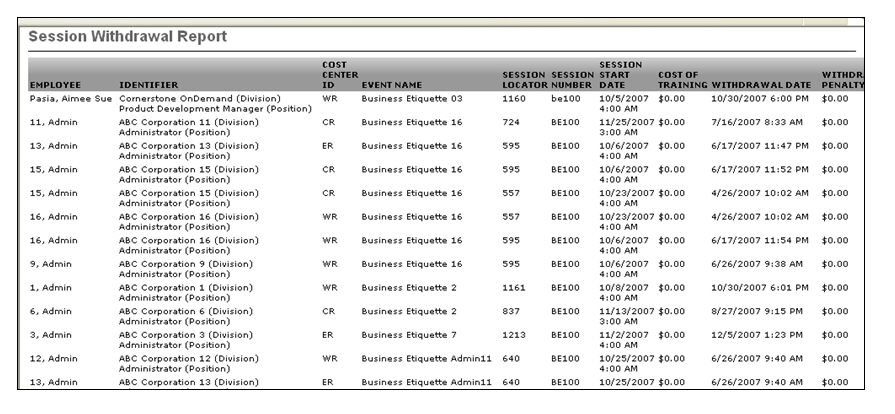 Session Withdrawal Report
COST SESSION
CENTER SESSION SESSION START COST OF WITHDR
EMPLOYEE IDENTIFIER ID EVENT NAME LOCATOR NUMBER DATE TRAINING WITHDRAWAL DATE PENALTY
Pasia, Aimee Sue Cornerstone OnDemand (Division) WR Business Etiquette 03 1160 be100 10/5/2007 $0.00 10/30/2007 6:00 PM $0.00
Product Development Manager (Position) 4:00 AM
11, Admin ABC Corporation 11 (Division) CR Business Etiquette 16 724 BE100 11/25/2007 $0.00 7/16/2007 8:33 AM $0.00
Administrator (Position) 3:00 AM
13, Admin ABC Corporation 13 (Division) ER Business Etiquette 16 595 BE100 10/6/2007 $0.00 6/17/2007 11:47 PM $0.00
Administrator (Position) 4:00 AM
15, Admin ABC Corporation 15 (Division) CR Business Etiquette 16 595 BE100 10/6/2007 $0.00 6/17/2007 11:52 PM $0.00
Administrator (Position) 4:00 AM
15, Admin ABC Corporation 15 (Division) CR Business Etiquette 16 557 BE100 10/23/2007 $0.00 4/26/2007 10:02 AM $0.00
Administrator (Position) 4:00 AM
16, Admin ABC Corporation 16 (Division) WR Business Etiquette 16 557 BE100 10/23/2007 $0.00 4/26/2007 10:02 AM $0.00
Administrator (Position) 4:00 AM
16, Admin ABC Corporation 16 (Division) WR Business Etiquette 16 595 BE100 10/6/2007 $0.00 6/17/2007 11:54 PM $0.00
Administrator (Position) 4:00 AM
9, Admin ABC Corporation 9 (Division) WR Business Etiquette 16 595 BE100 10/6/2007 $0.00 6/26/2007 9:38 AM $0.00
Administrator (Position) 4:00 AM
1, Admin ABC Corporation 1 (Division) WR Business Etiquette 2 1161 BE100 10/8/2007 $0.00 10/30/2007 6:01 PM $0.00
Administrator (Position) 4:00 AM
6, Admin ABC Corporation 6 (Division) CR Business Etiquette 2 837 BE100 11/13/2007 $0.00 8/27/2007 9:15 PM $0.00
Administrator (Position) 3:00 AM
3, Admin ABC Corporation 3 (Division) ER Business Etiquette 7 1213 BE100 11/2/2007 $0.00 12/5/2007 1:23 PM $0.00
Administrator (Position) 4:00 AM
12, Admin ABC Corporation 12 (Division) WR Business Etiquette Admin11 640 BE100 10/25/2007 $0.00 6/26/2007 9:40 AM $0.00
Administrator (Position) 4:00 AM
13, Admin ABC Corporation 13 (Division) ER Business Etiquette Admin11 640 BE100 10/25/2007 $0.00 6/26/2007 9:40 AM $0.00